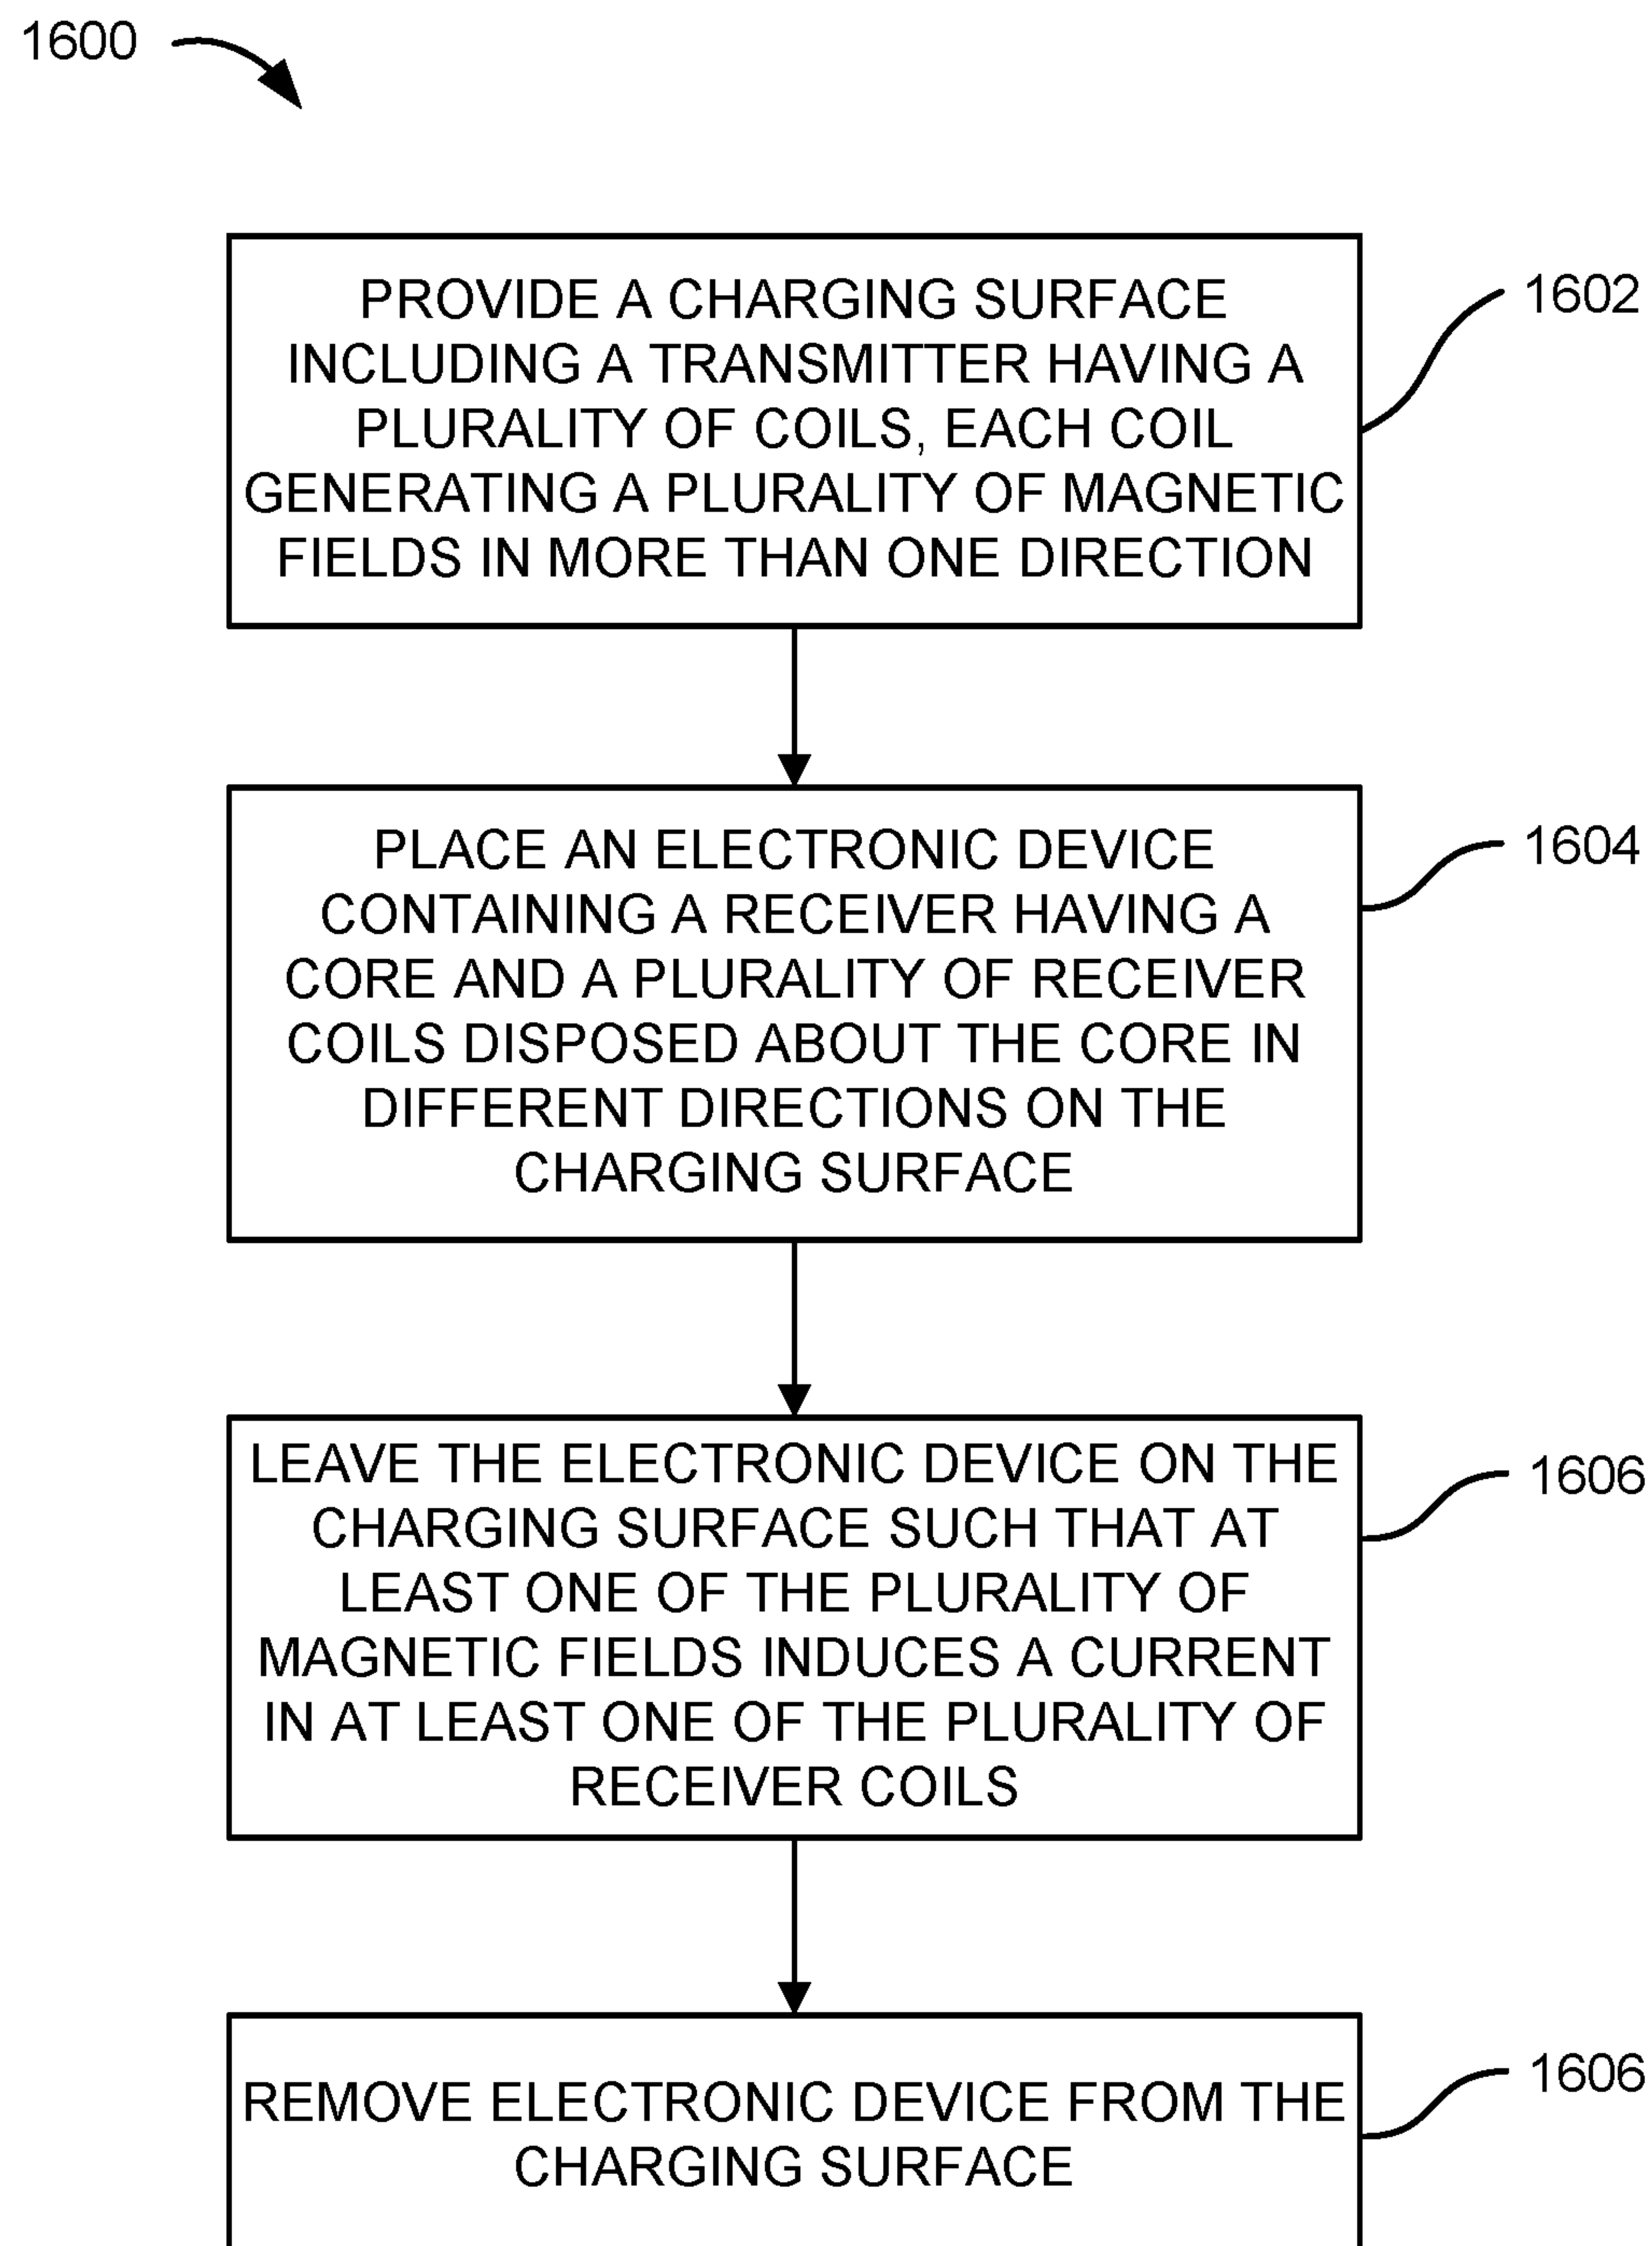 1600
PROVIDE A CHARGING SURFACE
INCLUDING A TRANSMITTER HAVING A
PLURALITY OF COILS, EACH COIL
GENERATING A PLURALITY OF MAGNETIC
FIELDS IN MORE THAN ONE DIRECTION
1602
PLACE AN ELECTRONIC DEVICE
CONTAINING A RECEIVER HAVING A
CORE AND A PLURALITY OF RECEIVER
COILS DISPOSED ABOUT THE CORE IN
DIFFERENT DIRECTIONS ON THE
CHARGING SURFACE
1604
LEAVE THE ELECTRONIC DEVICE ON THE
CHARGING SURFACE SUCH THAT AT
LEAST ONE OF THE PLURALITY OF
MAGNETIC FIELDS INDUCES A CURRENT
IN AT LEAST ONE OF THE PLURALITY OF
RECEIVER COILS
1606
REMOVE ELECTRONIC DEVICE FROM THE
CHARGING SURFACE
1606